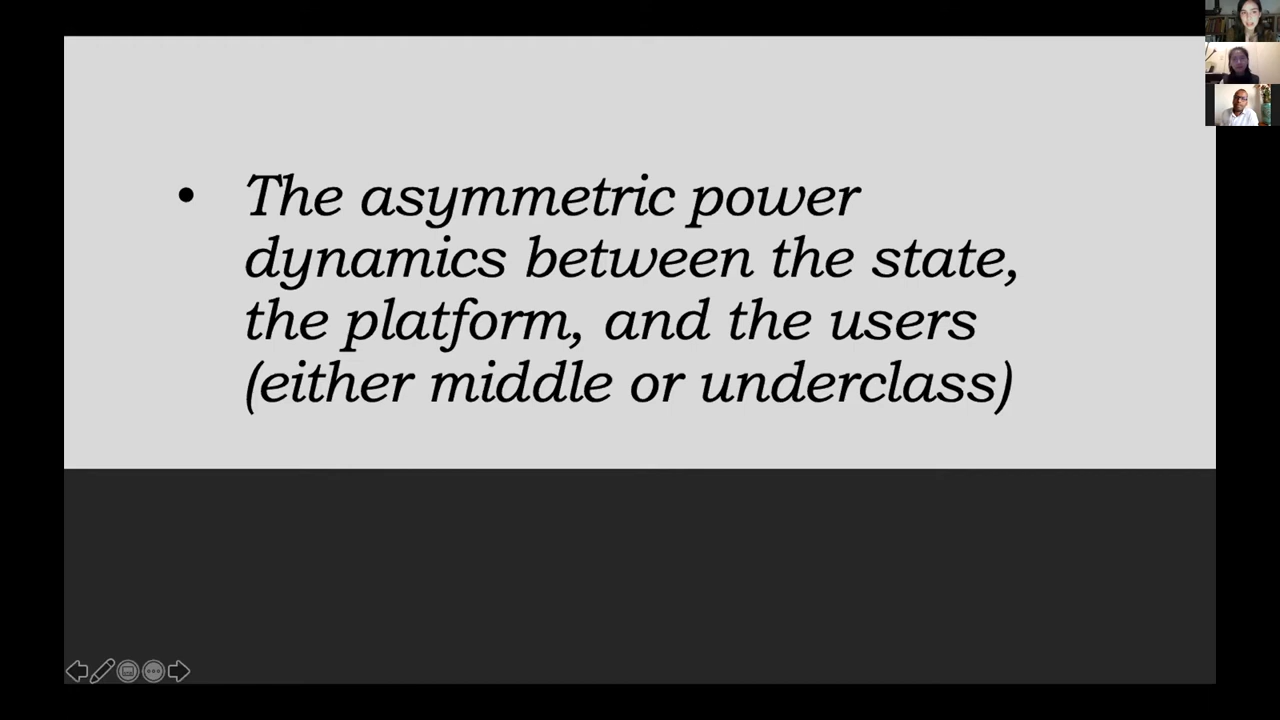 • The asymmetric power
dynamics between the state,
the platform, and the users
(either middle or underclass)